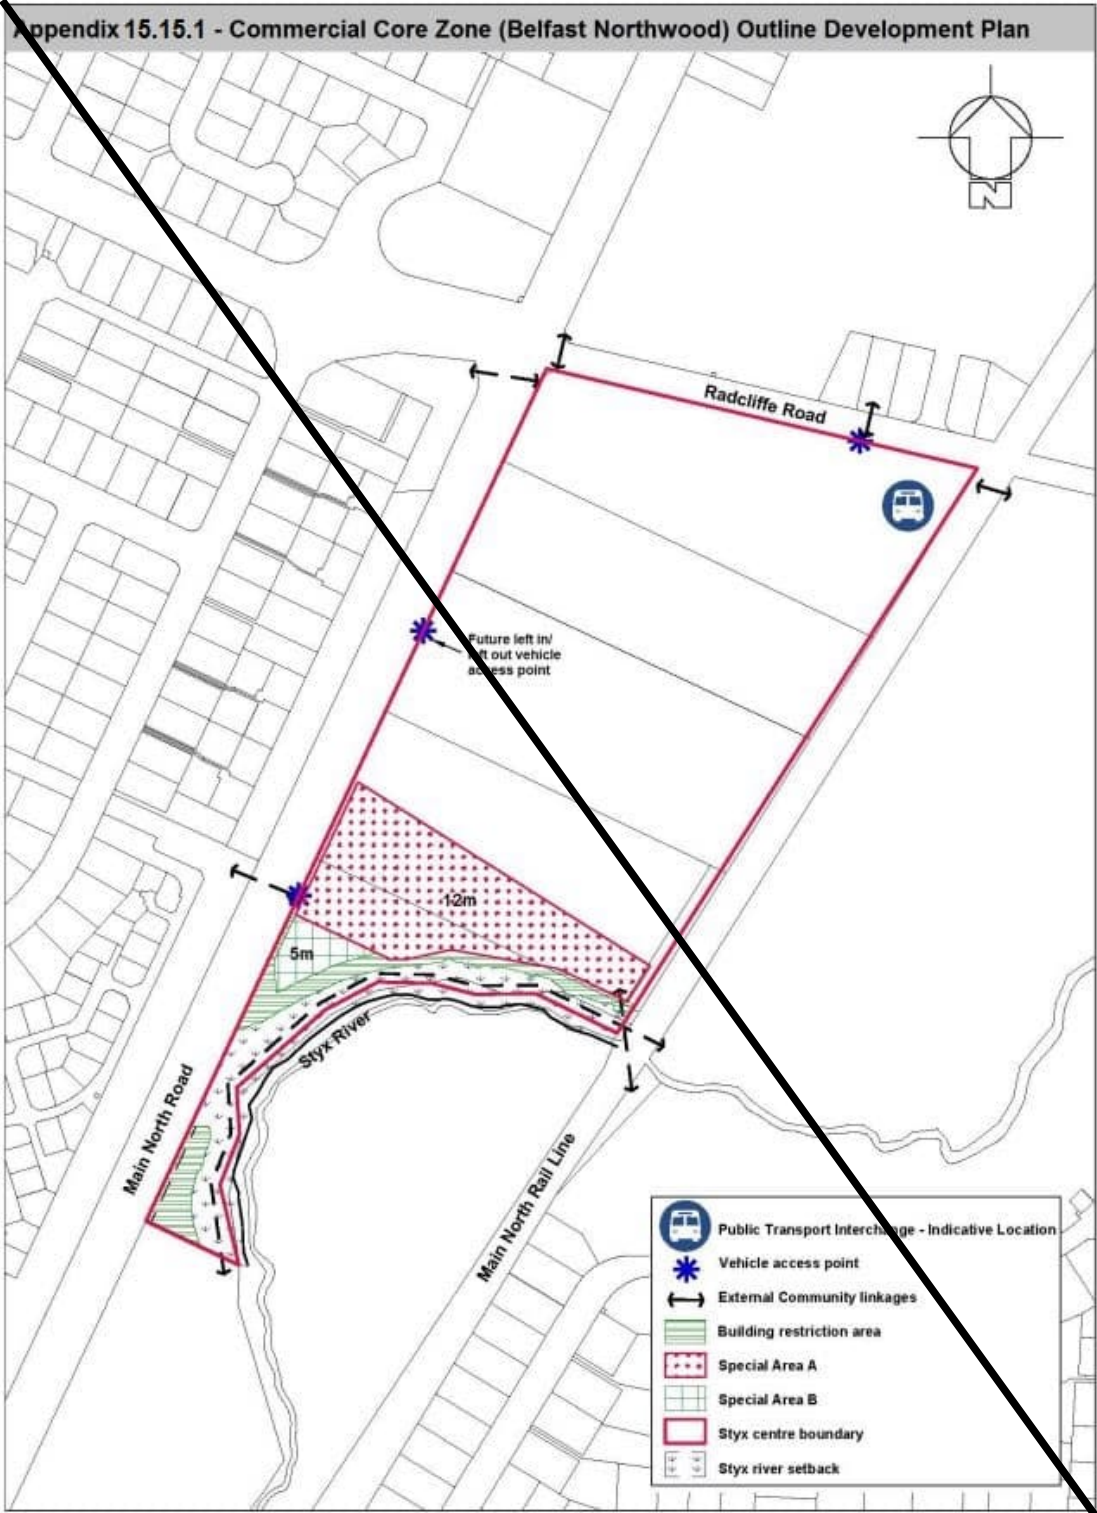 Appendix 15.15.1 - Commercial Core Zone (Belfast Northwood) Outline Development Plan
N
Radcliffe Road
Future left in/
left out vehicle
access point
12m
5m
Styx River
Main North Road
Main North Rail Line
Public Transport Interchange - Indicative Location
Vehicle access point
External Community linkages
Building restriction area
Special Area A
Special Area B
Styx centre boundary
Styx river setback